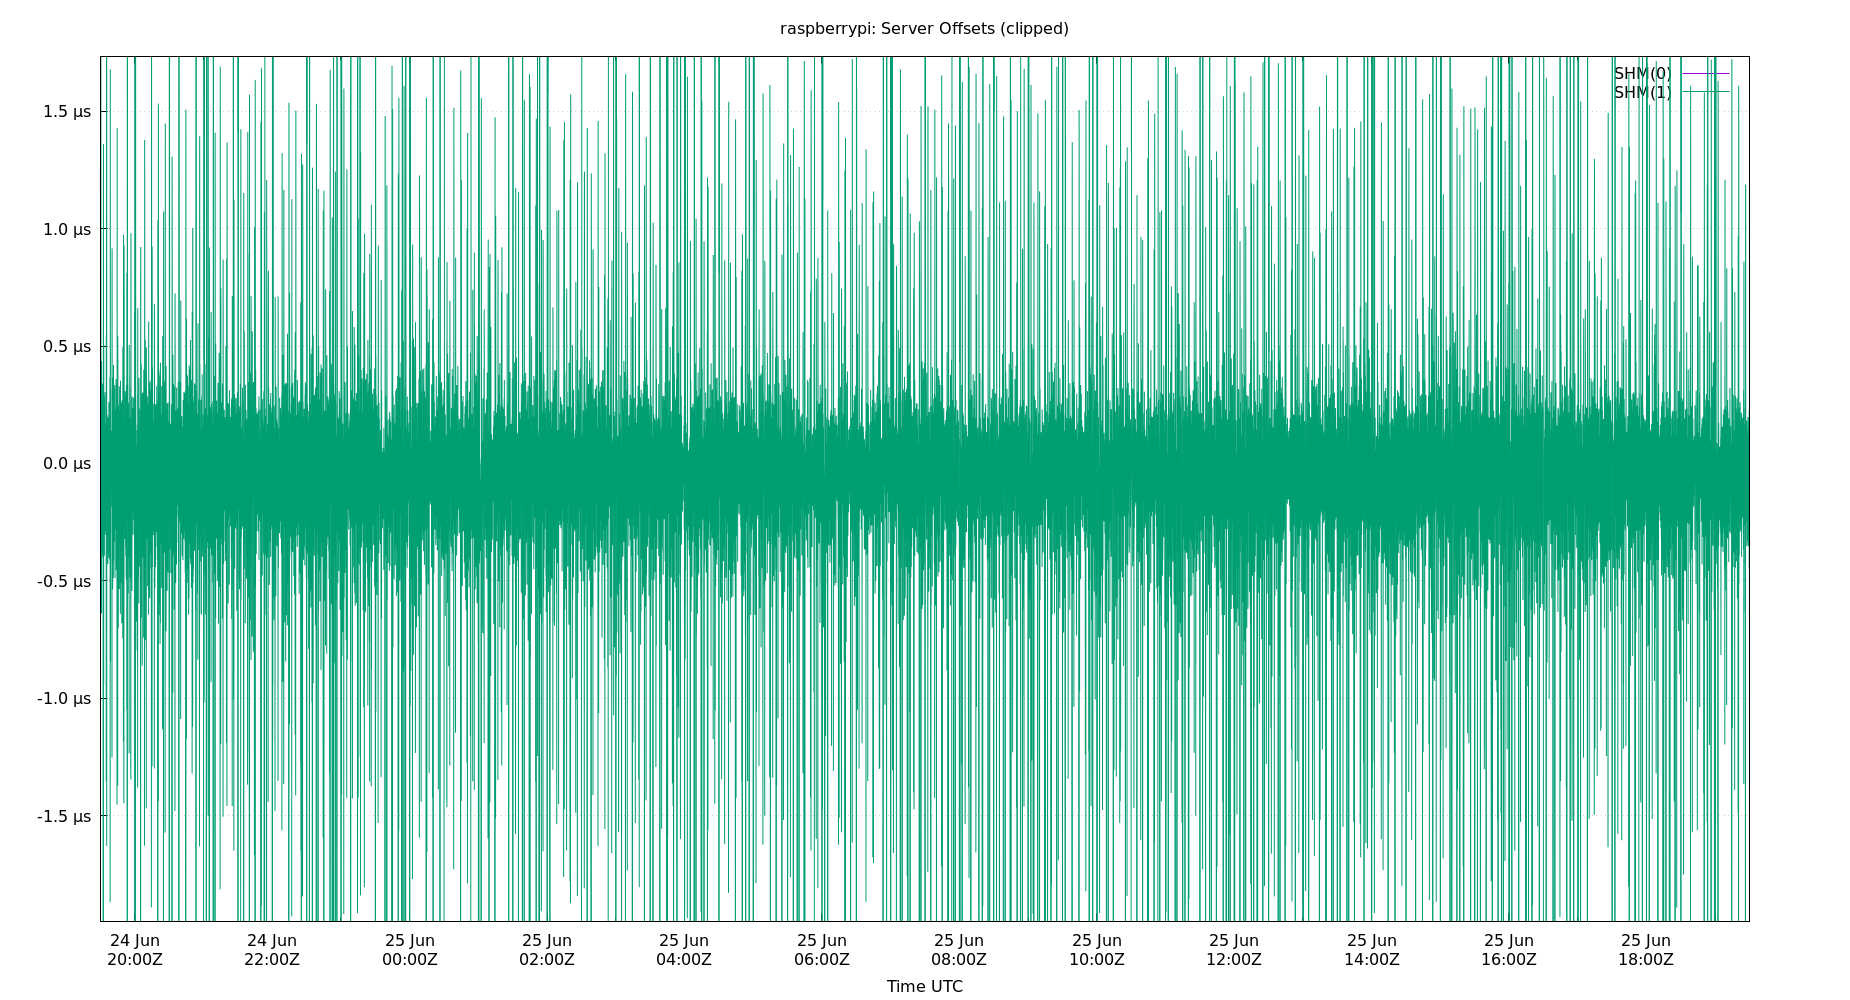 raspberrypi: Server Offsets (clipped)
SHM(0)
SHM(1)
1.5 µs
1.0 µs
0.5 µs
0.0 µs
-0.5 µs
-1.0 µs
-1.5 µs
24 Jun 24 Jun 25 Jun 25 Jun 25 Jun 25 Jun 25 Jun 25 Jun 25 Jun 25 Jun 25 Jun 25 Jun
20:00Z 22:00Z 00:00Z 02:00Z 04:00Z 06:00Z 08:00Z 10:00Z 12:00Z 14:00Z 16:00Z 18:00Z
Time UTC